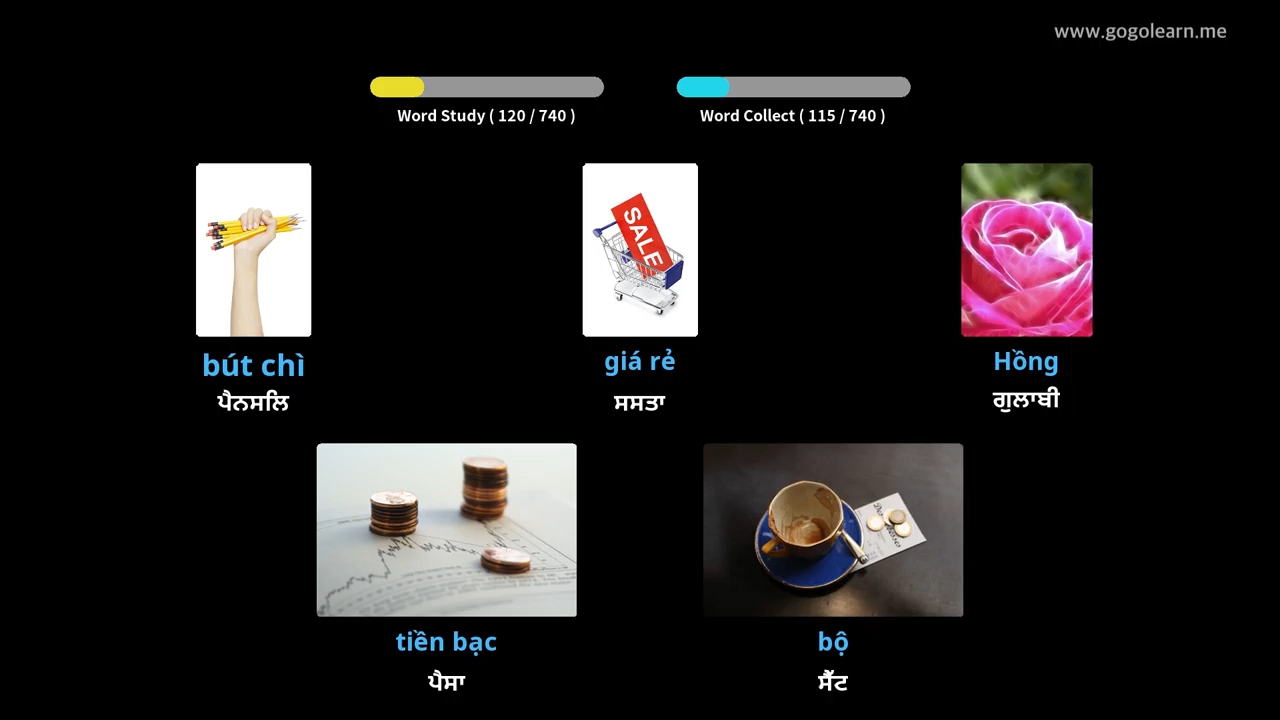 www.gogolearn.me
Word Study ( 120 / 740 )
Word Collect ( 115 / 740 )
SALE
bút chì
giá rẻ
Hồng
ਪੈਨਸਲਿ
ਸਸਤਾ
ਗੁਲਾਬੀ
tiền bạc
bộ
ਪੈਸਾ
ਸੈੱਟ